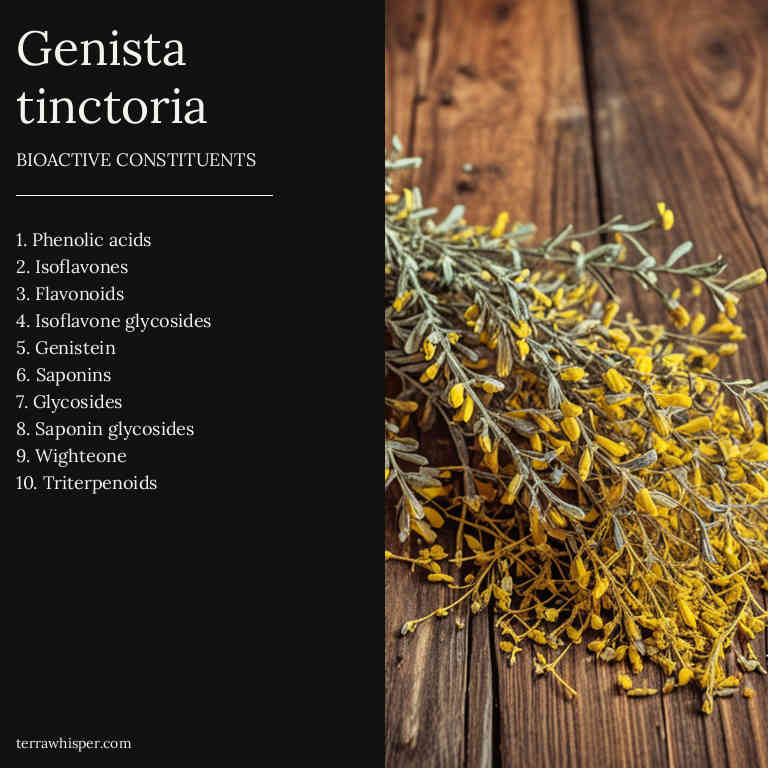 Genista
tinctoria
BIOACTIVE CONSTITUENTS
1. Phenolic acids
2. Isoflavones
3. Flavonoids
4. Isoflavone glycosides
5. Genistein
6. Saponins
7. Glycosides
8. Saponin glycosides
9. Wighteone
10. Triterpenoids
terrawhisper.com